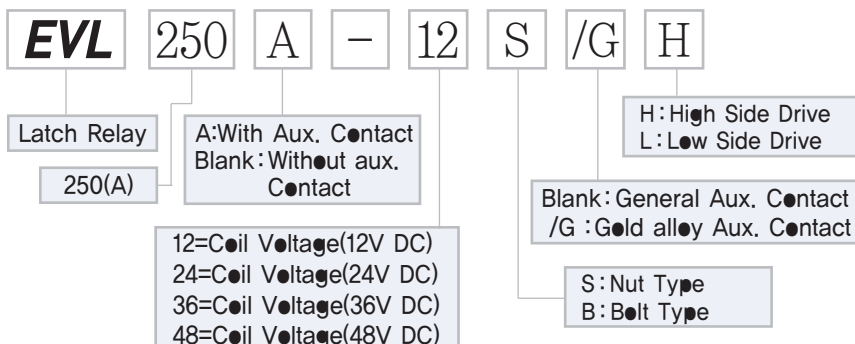 EVL 250 A - 12 S /G H
Latch Relay
250(A)
A:With Aux. Contact
Blank:Without aux.
Contact
12=Coil Voltage(12V DC)
24=Coil Voltage(24V DC)
36=Coil Voltage(36V DC)
48=Coil Voltage(48V DC)
H:High Side Drive
L:Low Side Drive
Blank:General Aux. Contact
/G :Gold alloy Aux. Contact
S:Nut Type
B:Bolt Type